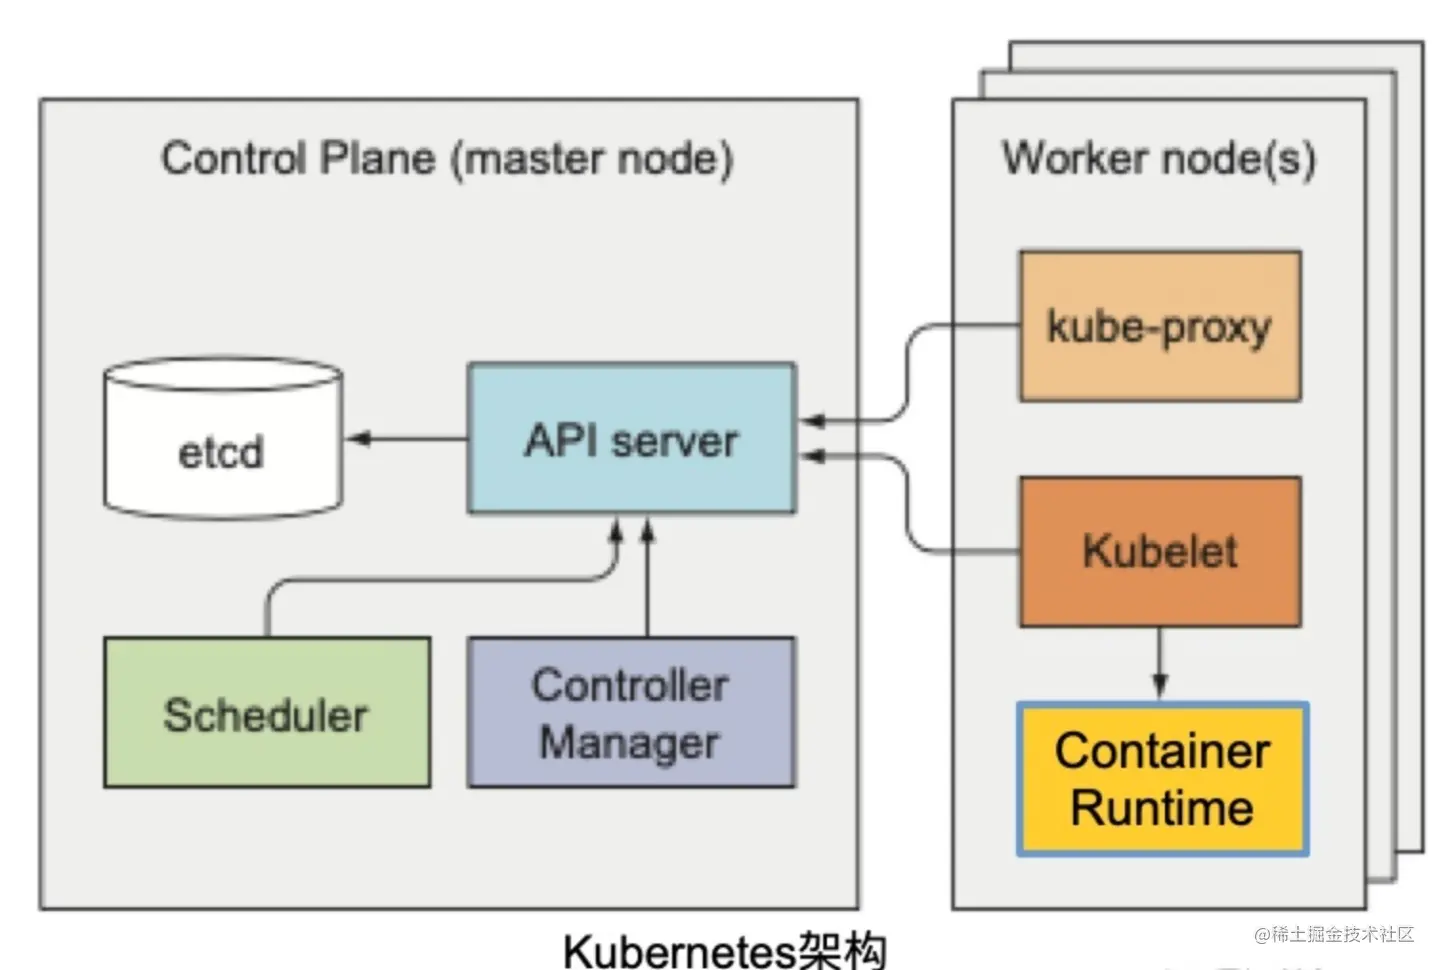 Control Plane (master node)
Worker node(s)
kube-proxy
etcd
API server
Kubelet
Scheduler
Controller
Manager
Container
Runtime
Kubernetes架构
@稀土掘金技术社区